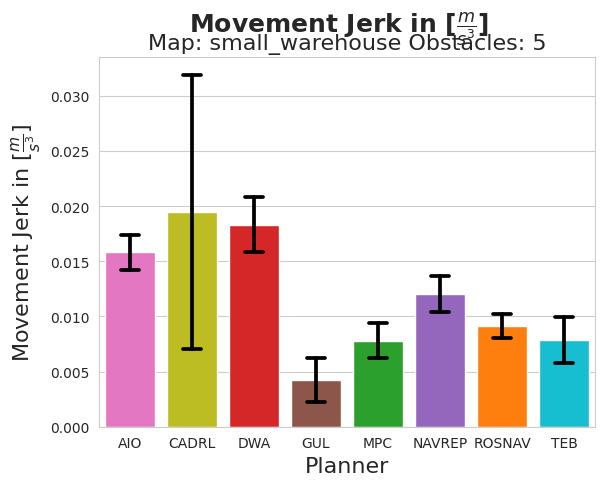 Movement Jerk in [m/s³]
Map: small_warehouse Obstacles: 5
Movement Jerk in [m/s³]
0.030
0.025
0.020
0.015
0.010
0.005
0.000
AIO CADRL DWA GUL MPC NAVREP ROSNAV TEB
Planner